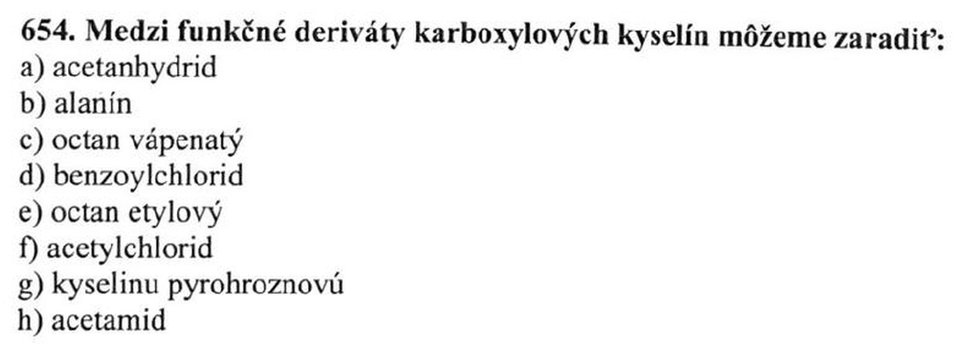 654. Medzi funkčné deriváty karboxylových kyselín môžeme zaradiť:
a) acetanhydrid
b) alanín
c) octan vápenatý
d) benzoylchlorid
e) octan etylový
f) acetylchlorid
g) kyselinu pyrohroznovú
h) acetamid